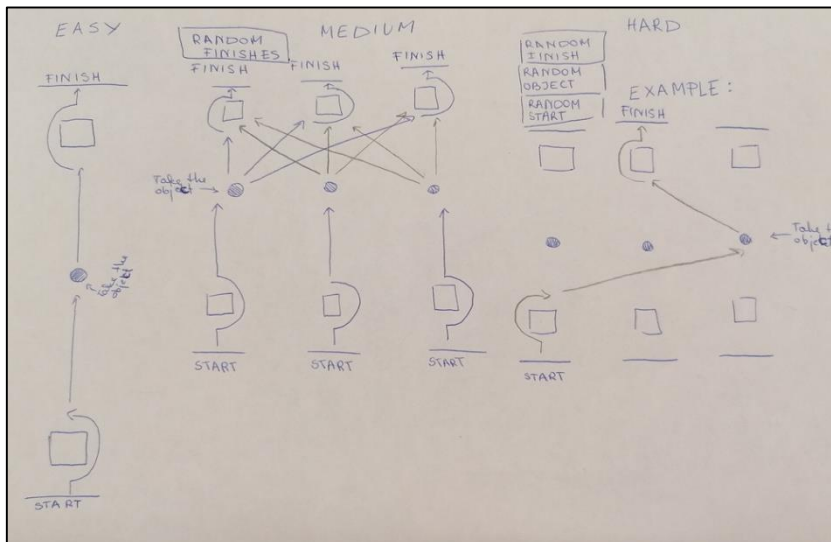 EASY
FINISH
Take the
object
START
MEDIUM
RANDOM
FINISHES
FINISH
FINISH
FINISH
Take the
object
START
START
START
HARD
RANDOM
FINISH
RANDOM
OBJECT
RANDOM
START
EXAMPLE:
FINISH
Take t
object
START